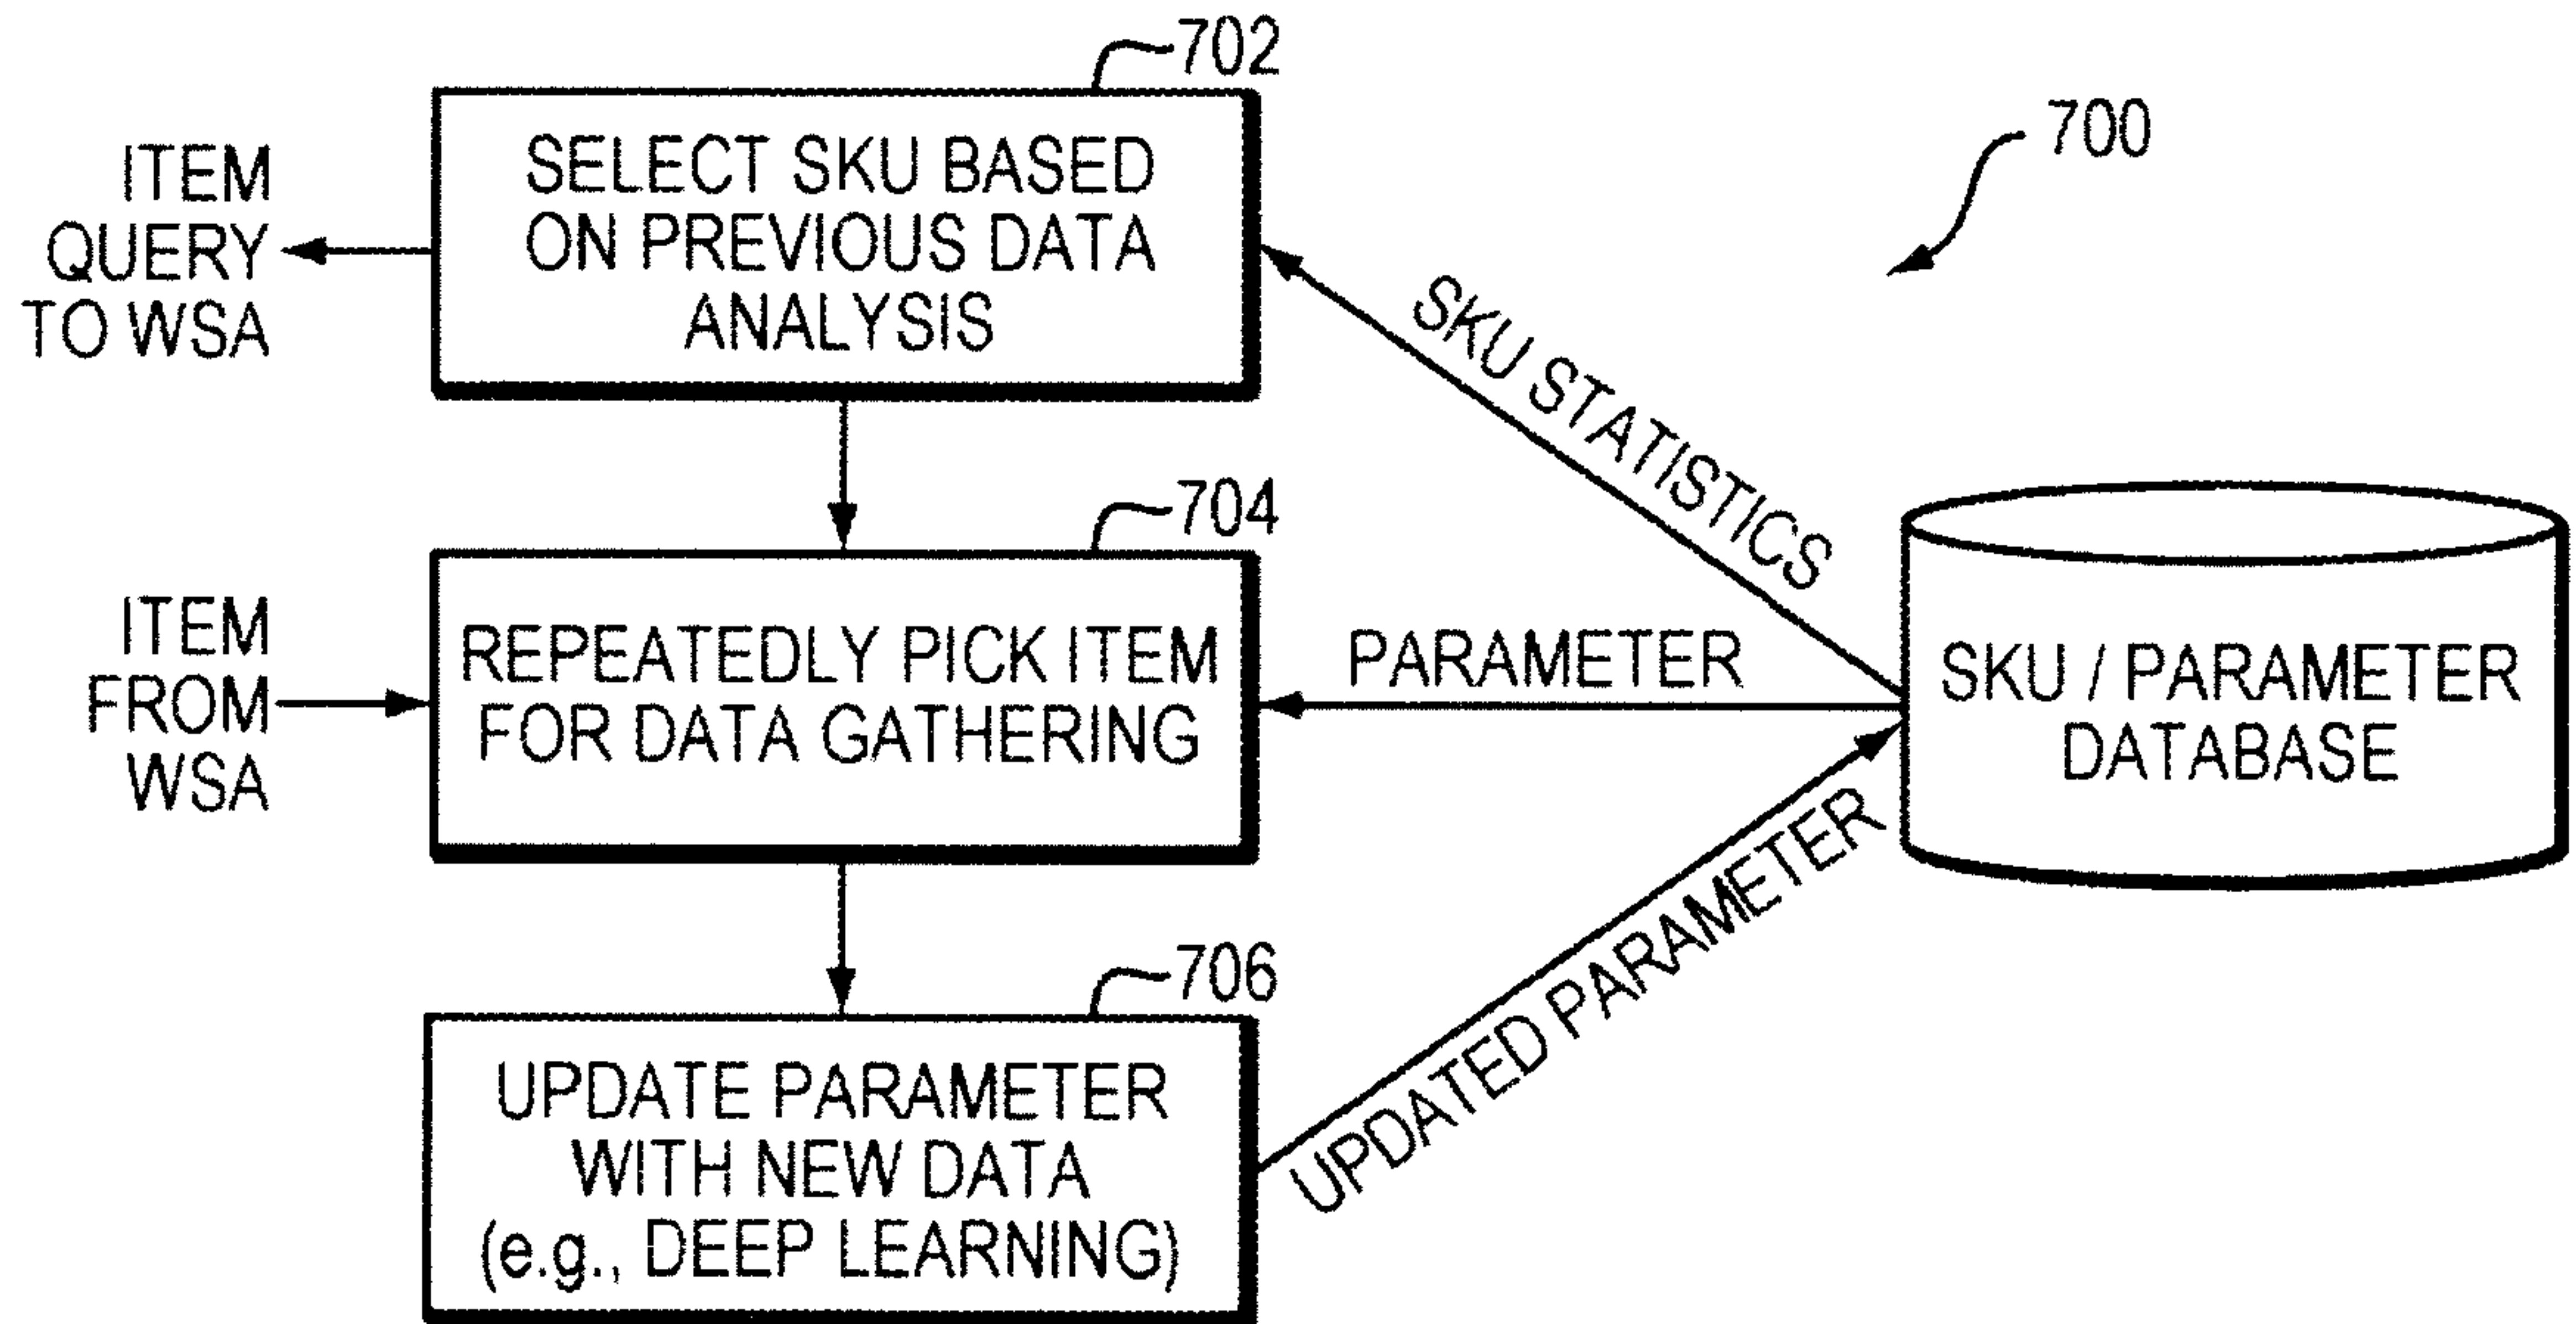 702
700
ITEM
QUERY
TO WSA
SELECT SKU BASED
ON PREVIOUS DATA
ANALYSIS
SKU STATISTICS
704
ITEM
FROM
WSA
REPEATEDLY PICK ITEM
FOR DATA GATHERING
PARAMETER
SKU / PARAMETER
DATABASE
706
UPDATE PARAMETER
WITH NEW DATA
(e.g., DEEP LEARNING)
UPDATED PARAMETER